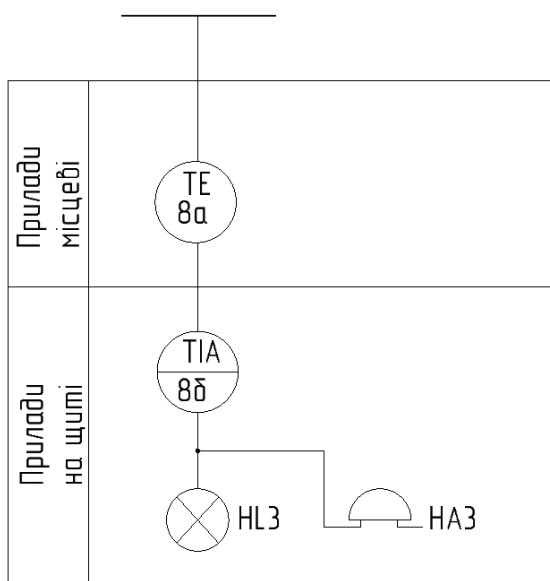 Прилади
місцеві
TE
8а
Прилади
на щиті
TIA
8б
HL3
HA3